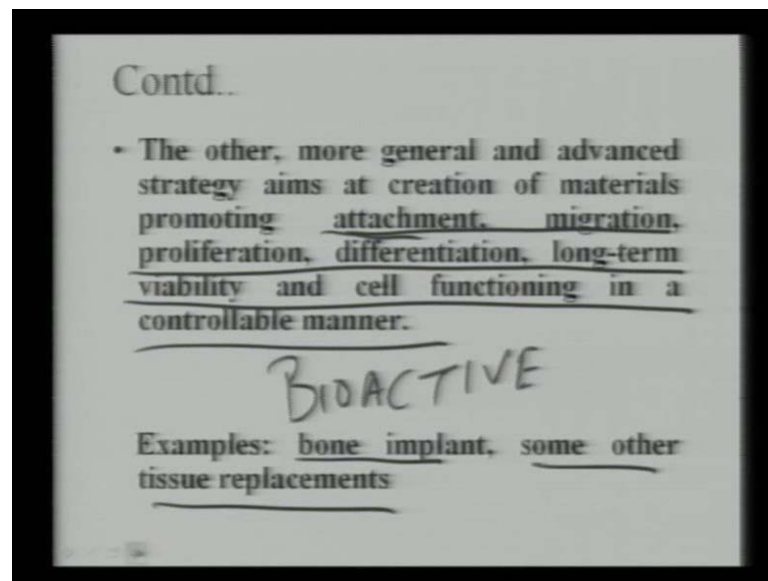 Contd..
• The other, more general and advanced
strategy aims at creation of materials
promoting attachment, migration,
proliferation, differentiation, long-term
viability and cell functioning in a
controllable manner.
BIOACTIVE
Examples: bone implant, some other
tissue replacements